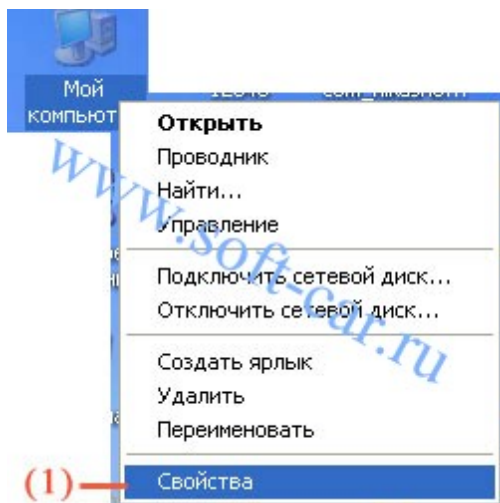 Мой
компьют
Открыть
Проводник
Найти...
Управление
Подключить сетевой диск...
Отключить сетевой диск...
Создать ярлык
Удалить
Переименовать
(1)
Свойства
www.soft-car.ru